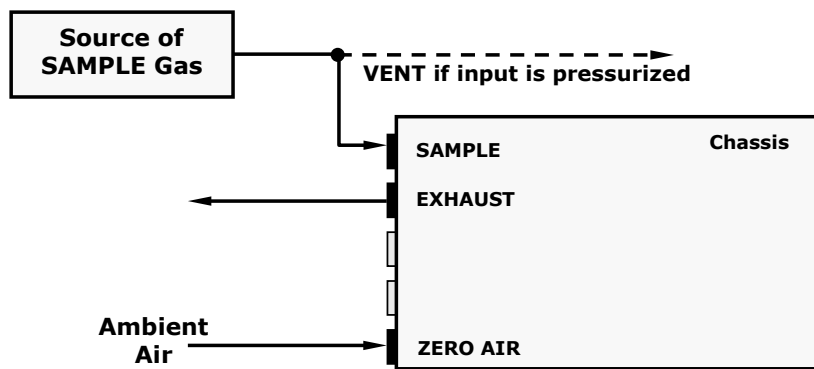 Source of
SAMPLE Gas
VENT if input is pressurized
Chassis
SAMPLE
EXHAUST
Ambient
Air
ZERO AIR